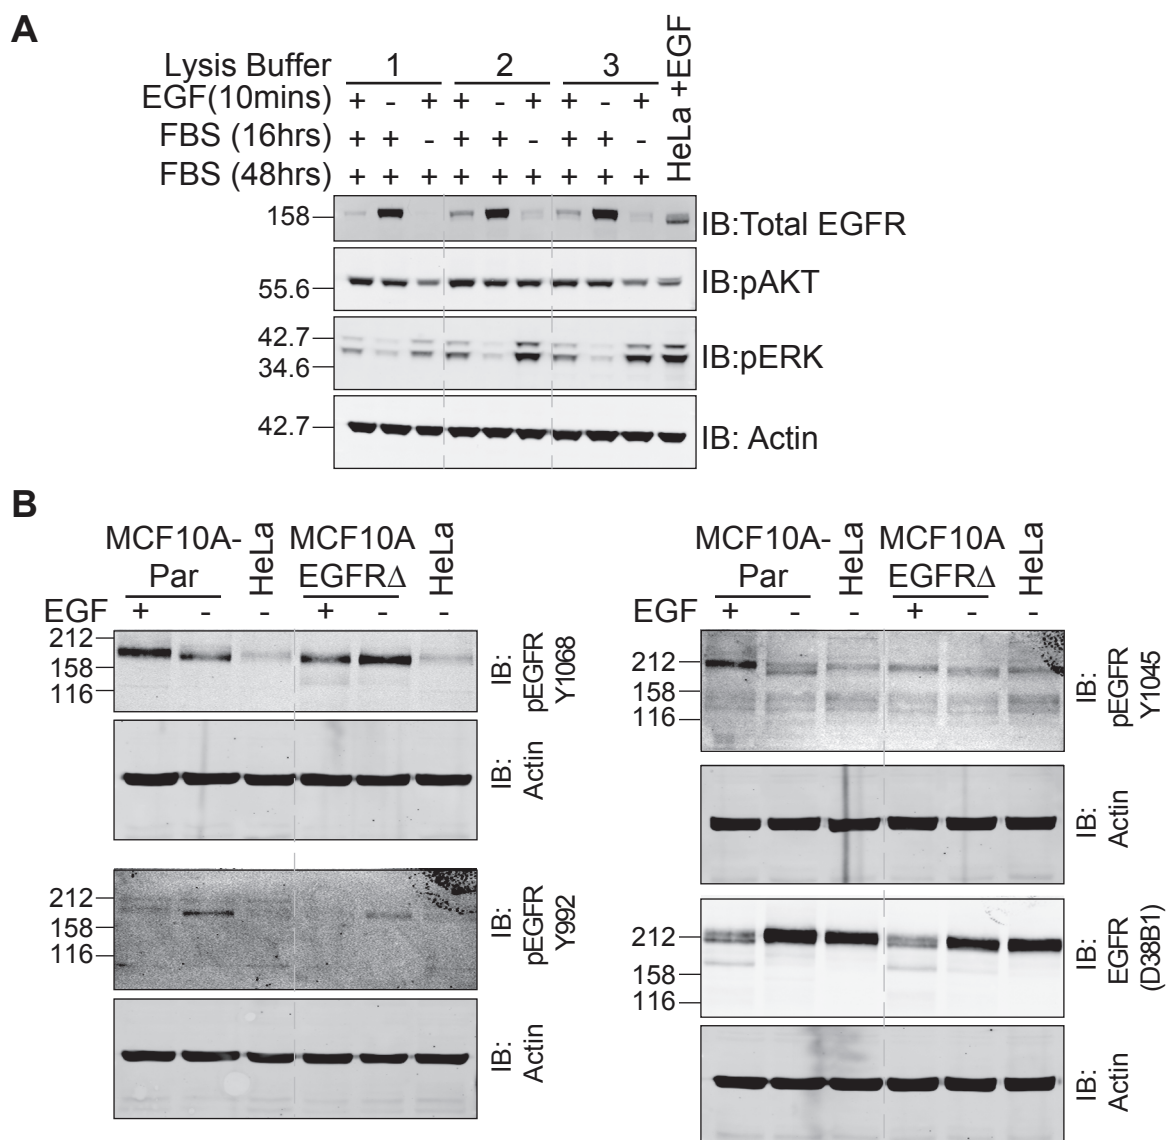 A
Lysis Buffer 1 2 3
HeLa +EGF
EGF(10mins) + - + + - + + - +
FBS (16hrs) + + - + + - + + -
FBS (48hrs) + + + + + + + + +
158 IB:Total EGFR
55.6 IB:pAKT
42.7
34.6 IB:pERK
42.7 IB: Actin
B
MCF10A-
Par
HeLa
MCF10A
EGFRΔ
HeLa
EGF + - - + - -
212
158
116
IB:
pEGFR
Y1068
IB:
Actin
212
158
116
IB:
pEGFR
Y992
IB:
Actin
MCF10A-
Par
HeLa
MCF10A
EGFRΔ
HeLa
+ - - + - -
212
158
116
IB:
pEGFR
Y1045
IB:
Actin
212
158
116
IB:
EGFR
(D38B1)
IB:
Actin